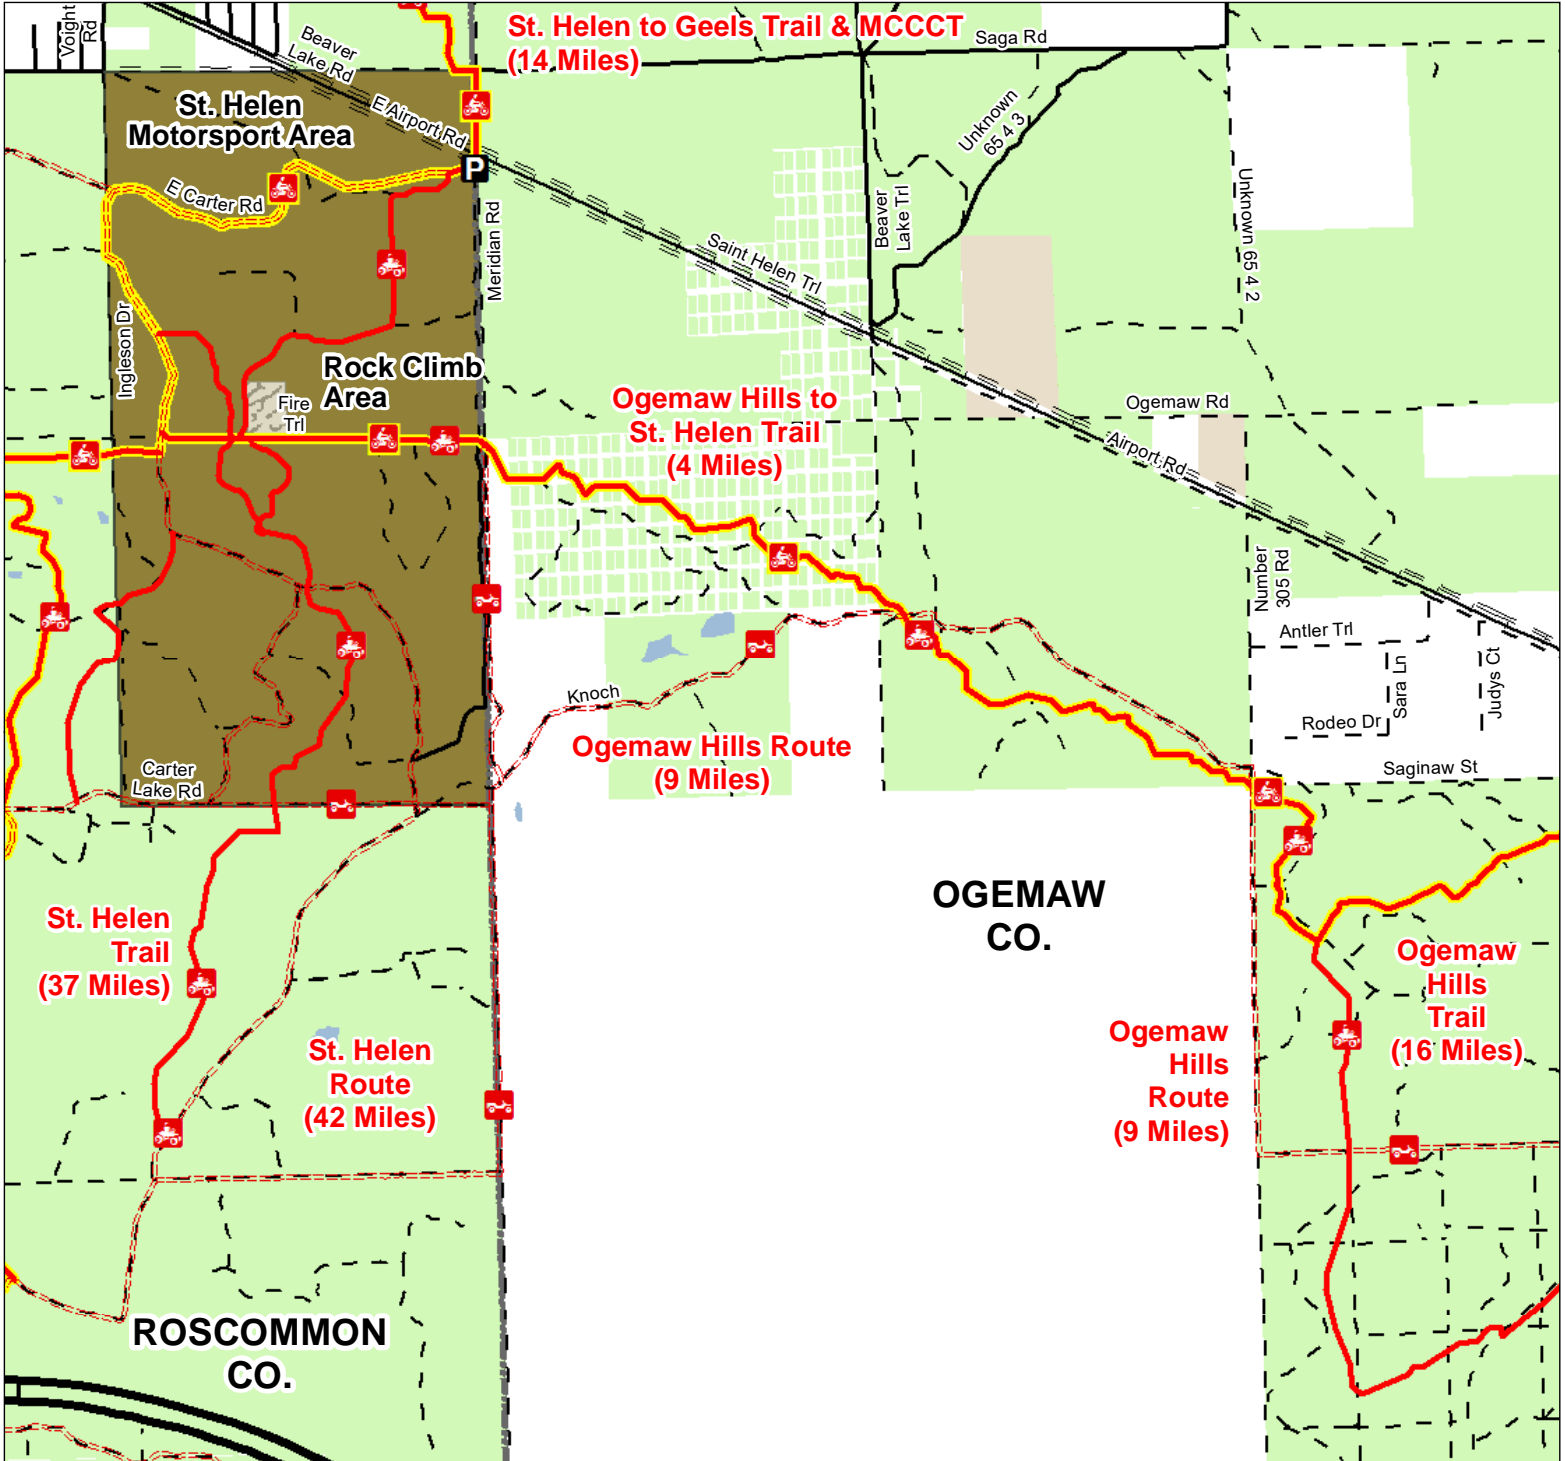 Voight
Rd
Beaver
Lake Rd
St. Helen to Geels Trail & MCCCT
(14 Miles)
Saga Rd
St. Helen
Motorsport Area
E Airport Rd
P
Unknown
65 4 3
E Carter Rd
Meridian Rd
Beaver
Lake Trl
Unknown 65 4 2
Saint Helen Trl
Ingleson Dr
Rock Climb
Area
Fire
Trl
Ogemaw Hills to
St. Helen Trail
(4 Miles)
Ogemaw Rd
Airport Rd
Number
305 Rd
Antler Trl
Sara Ln
Judys Ct
Rodeo Dr
Knoch
Ogemaw Hills Route
(9 Miles)
Saginaw St
Carter
Lake Rd
OGEMAW
CO.
St. Helen
Trail
(37 Miles)
Ogemaw
Hills
Trail
(16 Miles)
St. Helen
Route
(42 Miles)
Ogemaw
Hills
Route
(9 Miles)
ROSCOMMON
CO.